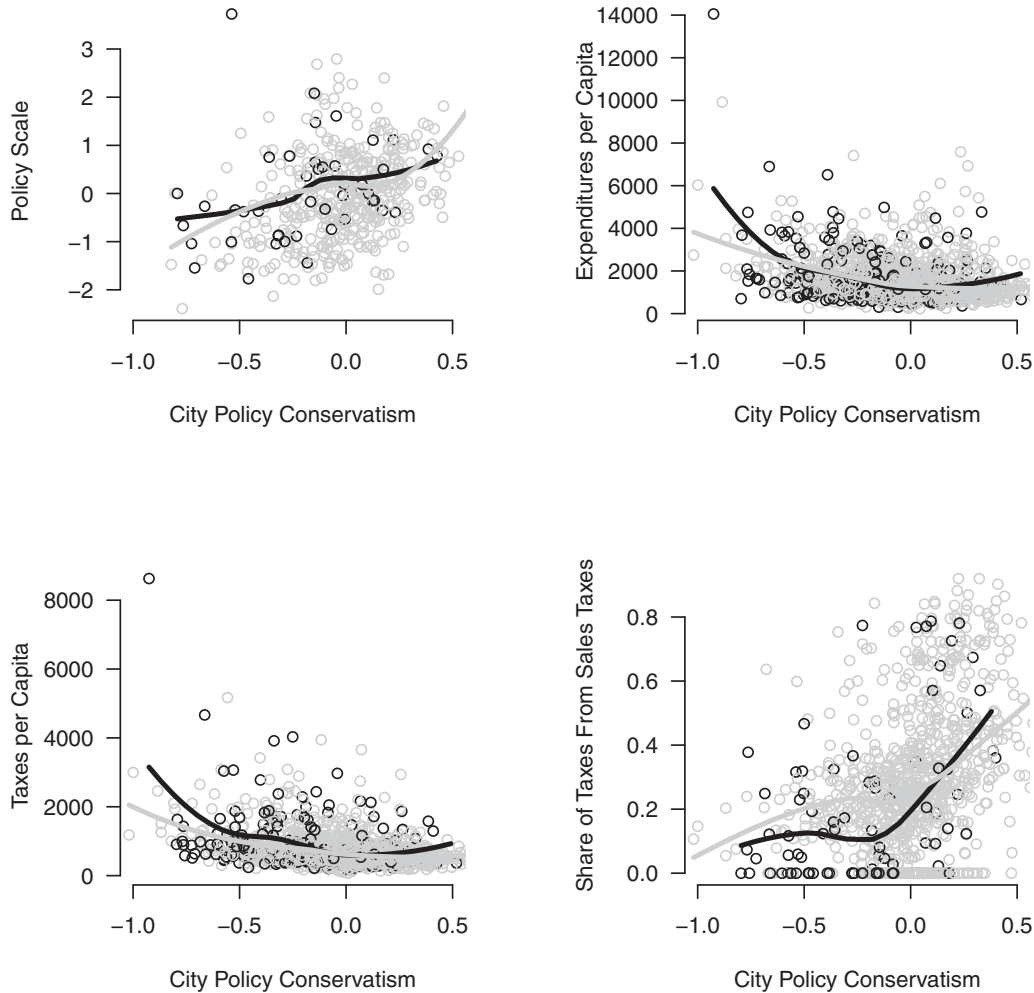 Policy Scale
3
2
1
0
−1
−2
−1.0 −0.5 0.0 0.5
City Policy Conservatism
Expenditures per Capita
14000
12000
10000
8000
6000
4000
2000
0
−1.0 −0.5 0.0 0.5
City Policy Conservatism
Taxes per Capita
8000
6000
4000
2000
0
−1.0 −0.5 0.0 0.5
City Policy Conservatism
Share of Taxes From Sales Taxes
0.8
0.6
0.4
0.2
0.0
−1.0 −0.5 0.0 0.5
City Policy Conservatism